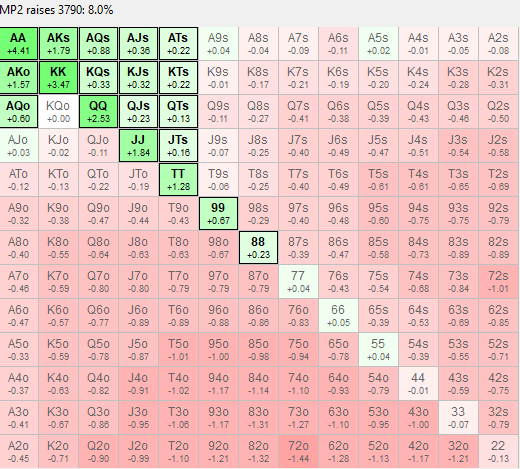 MP2 raises 3790: 8.0%
AA AKs AQs AJs ATs A9s A8s A7s A6s A5s A4s A3s A2s
+4.41 +1.79 +0.88 +0.36 +0.22 +0.04 -0.04 -0.09 -0.11 +0.02 -0.01 -0.05 -0.08
AKo KK KQs KJs KTs K9s K8s K7s K6s K5s K4s K3s K2s
+1.57 +3.47 +0.33 +0.32 +0.22 -0.01 -0.17 -0.21 -0.20 -0.20 -0.24 -0.28 -0.31
AQo KQo QQ QJs QTs Q9s Q8s Q7s Q6s Q5s Q4s Q3s Q2s
+0.60 +0.00 +2.53 +0.23 +0.13 -0.11 -0.27 -0.41 -0.38 -0.39 -0.43 -0.46 -0.50
AJo KJo QJo JJ JTs J9s J8s J7s J6s J5s J4s J3s J2s
+0.03 -0.02 -0.11 +1.84 +0.16 -0.07 -0.25 -0.40 -0.49 -0.47 -0.51 -0.54 -0.58
ATo KTo QTo JTo TT T9s T8s T7s T6s T5s T4s T3s T2s
-0.12 -0.13 -0.22 -0.19 +1.28 -0.06 -0.25 -0.40 -0.49 -0.61 -0.61 -0.65 -0.69
A9o K9o Q9o J9o T9o 99 98s 97s 96s 95s 94s 93s 92s
-0.32 -0.38 -0.47 -0.44 -0.43 +0.67 -0.29 -0.40 -0.48 -0.60 -0.75 -0.75 -0.79
A8o K8o Q8o J8o T8o 98o 88 87s 86s 85s 84s 83s 82s
-0.40 -0.55 -0.64 -0.63 -0.63 -0.67 +0.23 -0.39 -0.47 -0.58 -0.73 -0.89 -0.89
A7o K7o Q7o J7o T7o 97o 87o 77 76s 75s 74s 73s 72s
-0.46 -0.59 -0.80 -0.80 -0.79 -0.79 -0.79 +0.04 -0.43 -0.54 -0.68 -0.84 -1.01
A6o K6o Q6o J6o T6o 96o 86o 76o 66 65s 64s 63s 62s
-0.47 -0.57 -0.77 -0.89 -0.89 -0.88 -0.86 -0.83 +0.05 -0.39 -0.53 -0.69 -0.85
A5o K5o Q5o J5o T5o 95o 85o 75o 65o 55 54s 53s 52s
-0.33 -0.59 -0.78 -0.87 -1.01 -1.00 -0.98 -0.94 -0.78 +0.04 -0.39 -0.55 -0.71
A4o K4o Q4o J4o T4o 94o 84o 74o 64o 54o 44 43s 42s
-0.37 -0.63 -0.82 -0.91 -1.02 -1.17 -1.14 -1.10 -0.93 -0.79 -0.01 -0.59 -0.75
A3o K3o Q3o J3o T3o 93o 83o 73o 63o 53o 43o 33 32s
-0.41 -0.67 -0.86 -0.95 -1.06 -1.17 -1.31 -1.27 -1.10 -0.95 -1.00 -0.07 -0.79
A2o K2o Q2o J2o T2o 92o 82o 72o 62o 52o 42o 32o 22
-0.45 -0.71 -0.90 -0.99 -1.10 -1.21 -1.32 -1.44 -1.28 -1.13 -1.17 -1.21 -0.13